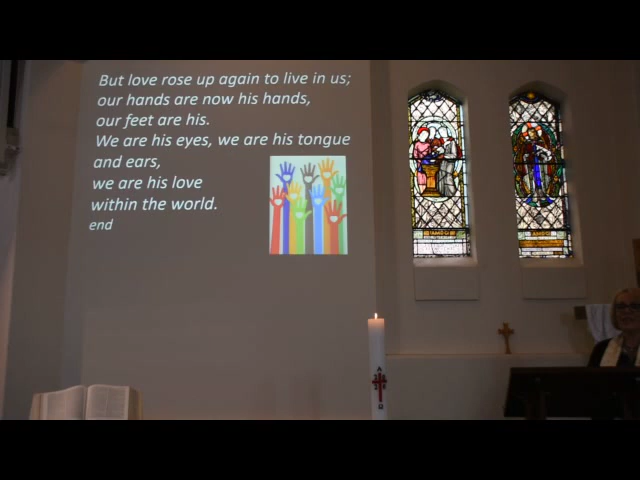 But love rose up again to live in us;
our hands are now his hands,
our feet are his.
We are his eyes, we are his tongue
and ears,
we are his love
within the world.
end